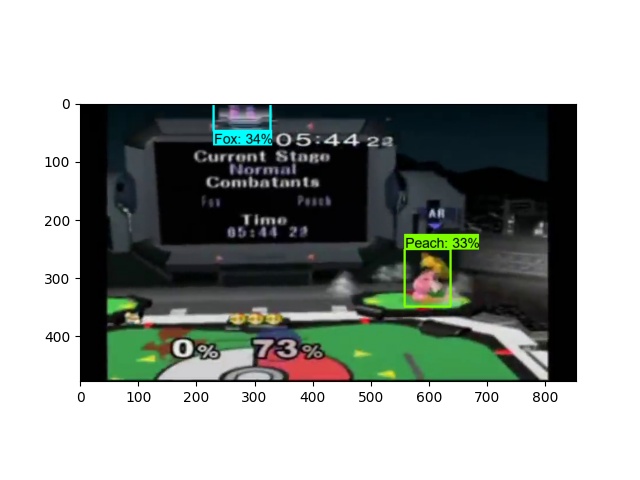 0
100
200
300
400
0
100
200
300
400
500
600
700
800
Fox: 34%
05:44 22
Current Stage
Normal
Combatants
Fox Peach
Time
05:44 22
AR
Peach: 33%
0%
73%